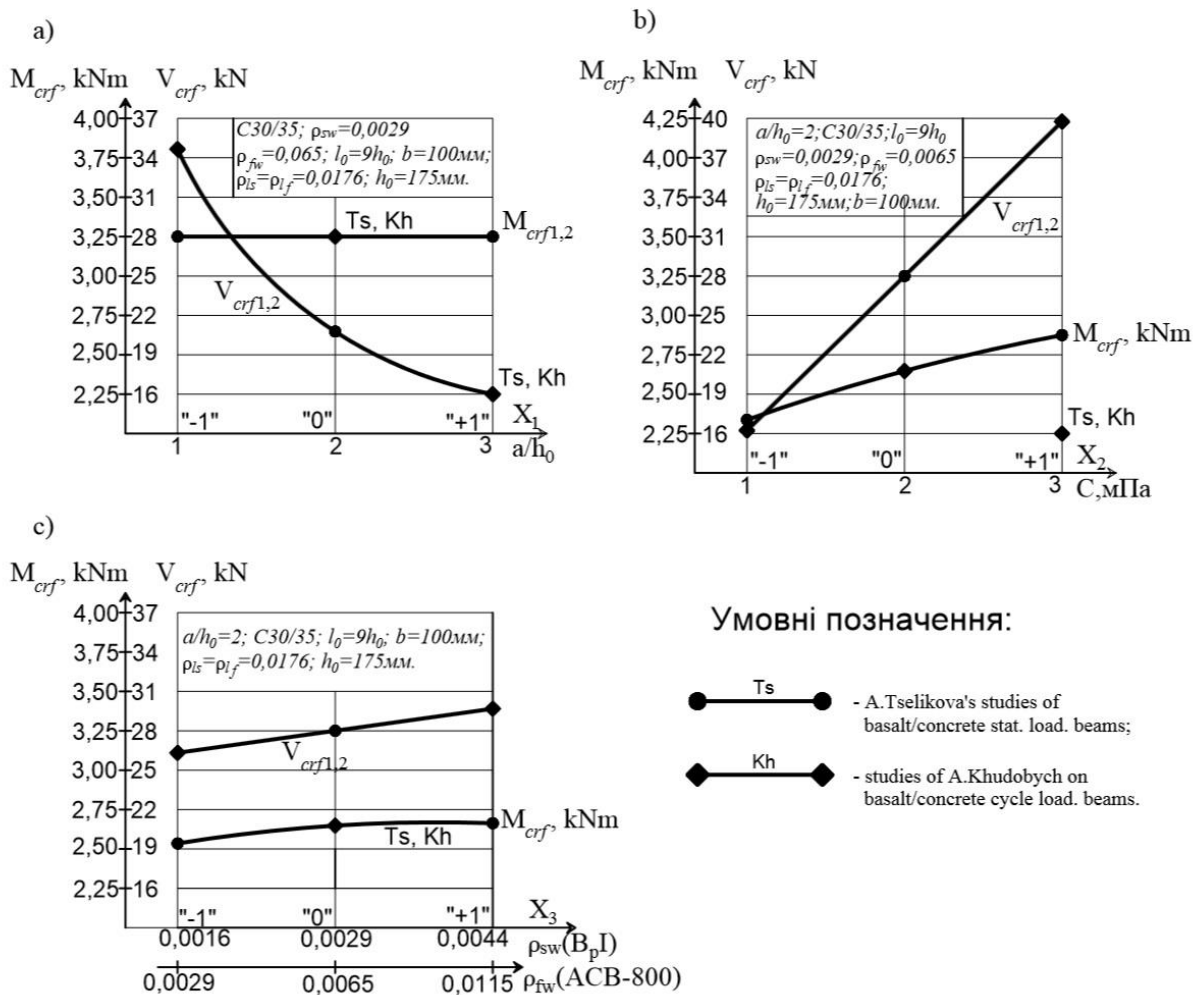 a)
M_crf, kNm V_crf, kN
4,00 37
3,75 34
3,50 31
3,25 28
3,00 25
2,75 22
2,50 19
2,25 16
C30/35; ρsw=0,0029
ρfw=0,065; l0=9h0; b=100мм;
ρls=ρlf=0,0176; h0=175мм.
Ts, Kh
M_crf1,2
V_crf1,2
Ts, Kh
"-1" "0" "+1" X1
1 2 3 a/h0
b)
M_crf, kNm V_crf, kN
4,25 40
4,00 37
3,75 34
3,50 31
3,25 28
3,00 25
2,75 22
2,50 19
2,25 16
a/h0=2;C30/35;l0=9h0
ρsw=0,0029;ρfw=0,0065
ρls=ρlf=0,0176;
h0=175мм;b=100мм.
V_crf1,2
M_crf, kNm
Ts, Kh
"-1" "0" "+1" X2
1 2 3 С,мПа
c)
M_crf, kNm V_crf, kN
4,00 37
3,75 34
3,50 31
3,25 28
3,00 25
2,75 22
2,50 19
2,25 16
a/h0=2; C30/35; l0=9h0; b=100мм;
ρls=ρlf=0,0176; h0=175мм.
V_crf1,2
Ts, Kh
M_crf, kNm
"-1" "0" "+1" X3
0,0016 0,0029 0,0044 ρsw(BpI)
0,0029 0,0065 0,0115 ρfw(ACB-800)
Умовні позначення:
Ts - A.Tselikova's studies of
basalt/concrete stat. load. beams;
Kh - studies of A.Khudobych on
basalt/concrete cycle load. beams.